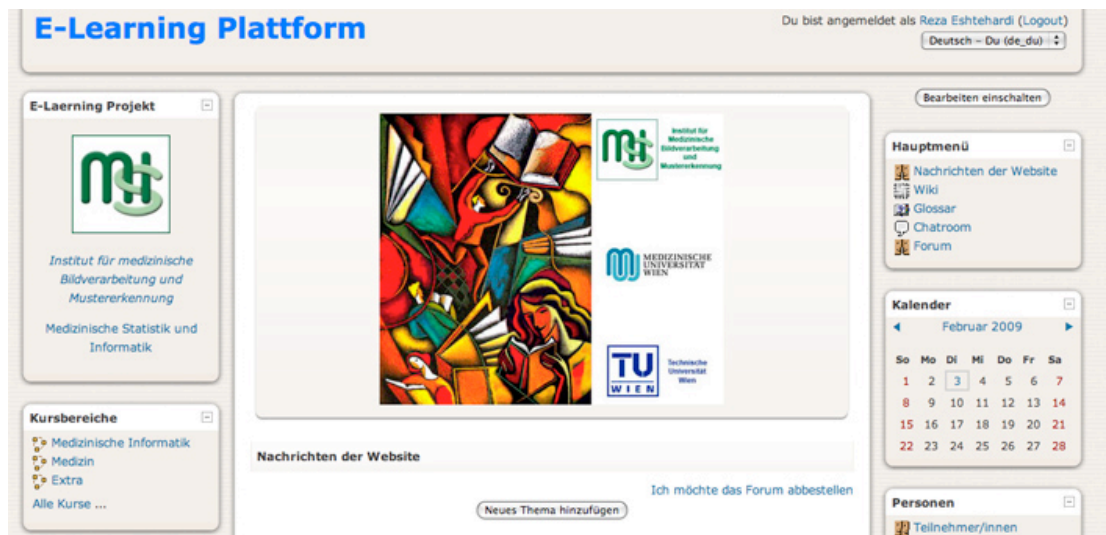 E-Learning Plattform
Du bist angemeldet als Reza Eshtehardi (Logout)
Deutsch - Du (de_du)
E-Laerning Projekt
Institut für medizinische
Bildverarbeitung und
Mustererkennung
Medizinische Statistik und
Informatik
Kursbereiche
Medizinische Informatik
Medizin
Extra
Alle Kurse ...
Institut für
Medizinische
Bildverarbeitung
und
Mustererkennung
MEDIZINISCHE
UNIVERSITÄT
WIEN
TU
WIEN
Technische
Universität
Wien
Nachrichten der Website
Ich möchte das Forum abbestellen
Neues Thema hinzufügen
Bearbeiten einschalten
Hauptmenü
Nachrichten der Website
Wiki
Glossar
Chatroom
Forum
Kalender
Februar 2009
So Mo Di Mi Do Fr Sa
1 2 3 4 5 6 7
8 9 10 11 12 13 14
15 16 17 18 19 20 21
22 23 24 25 26 27 28
Personen
Teilnehmer/innen